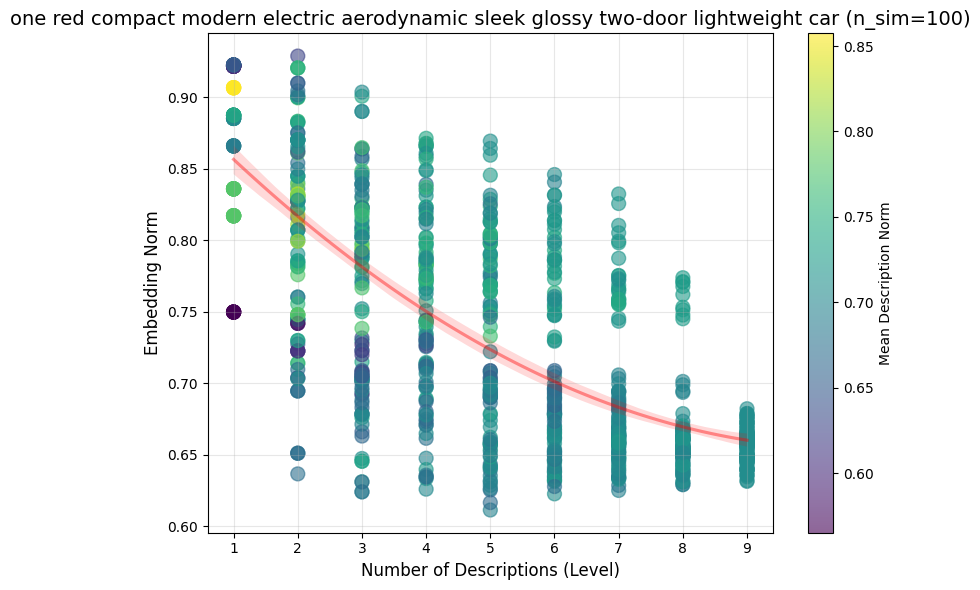 one red compact modern electric aerodynamic sleek glossy two-door lightweight car (n_sim=100)
0.90
0.85
0.80
0.75
0.70
0.65
0.60
Embedding Norm
1 2 3 4 5 6 7 8 9
Number of Descriptions (Level)
0.85
0.80
0.75
0.70
0.65
0.60
Mean Description Norm